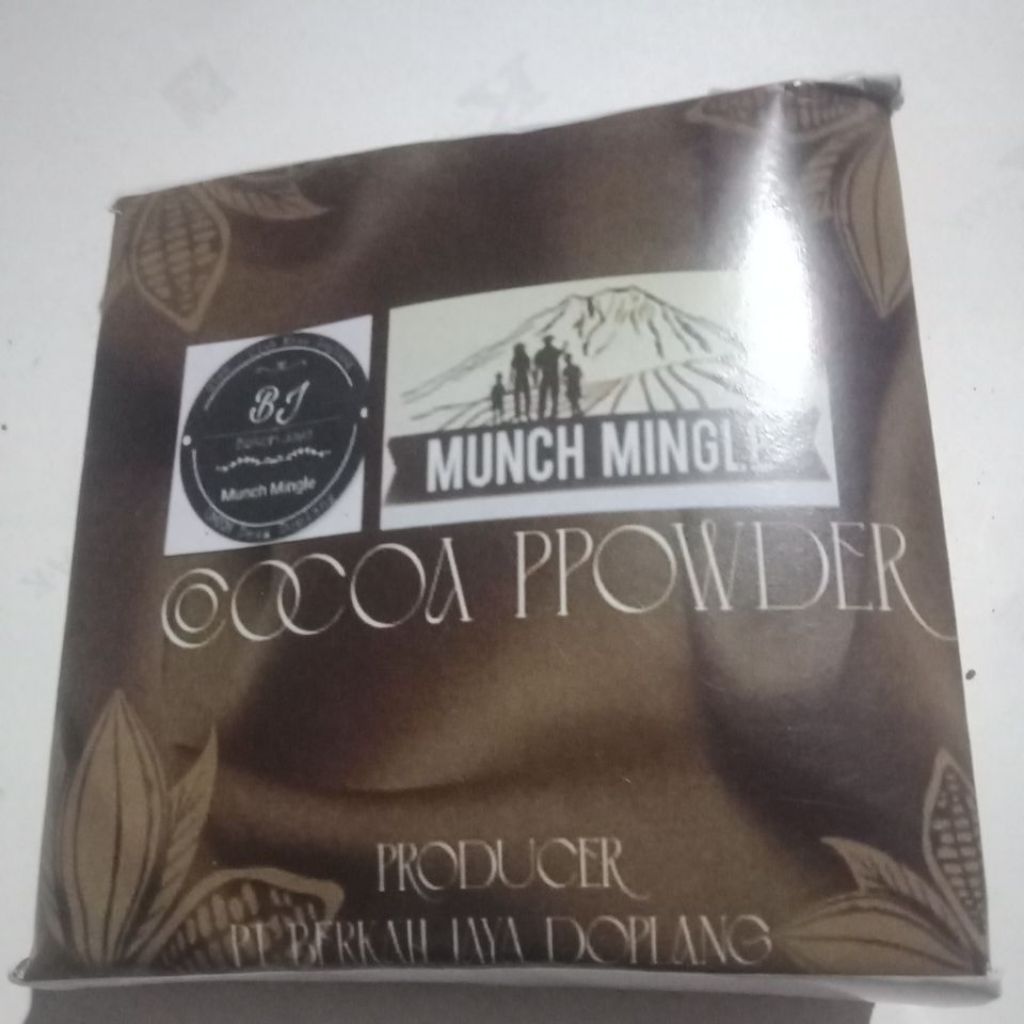 BJ
Munch Mingle
MUNCH MINGLE
COCOA PPOWDER
PRODUCER
PT BERKAH JAYA DOPLANG